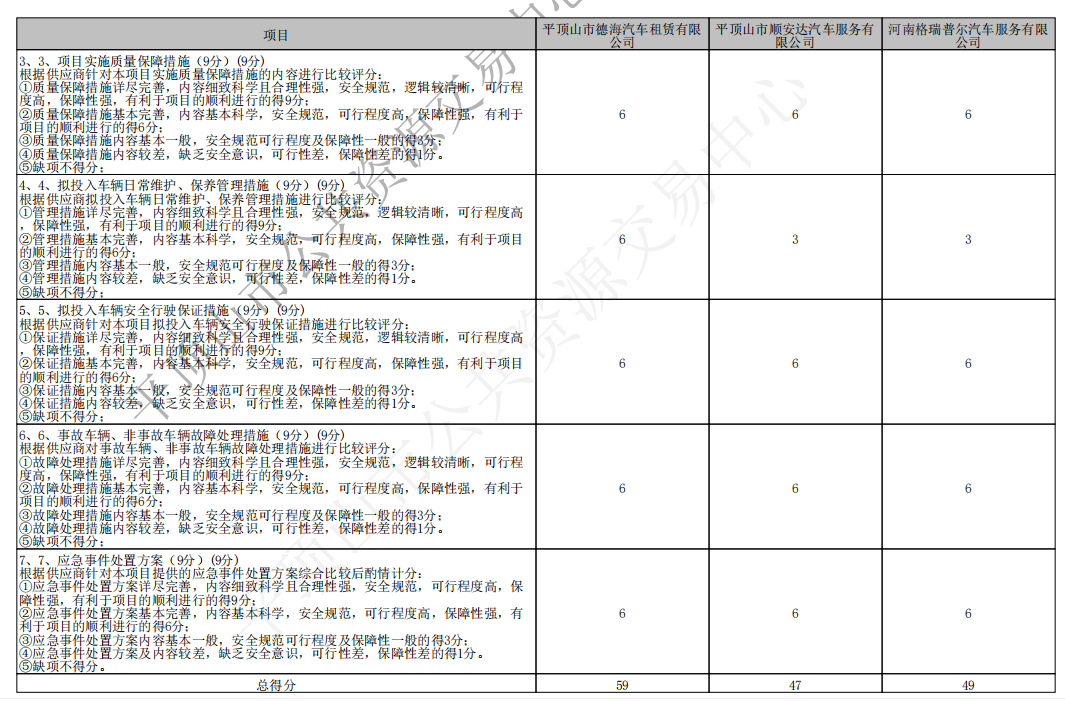 项目
平顶山市德海汽车租赁有限
公司
平顶山市顺安达汽车服务有
限公司
河南格瑞普尔汽车服务有限
公司
3、3、项目实施质量保障措施（9分）(9分)
根据供应商针对本项目实施质量保障措施的内容进行比较评分：
①质量保障措施详尽完善，内容细致科学且合理性强，安全规范，逻辑较清晰，可行程
度高，保障性强，有利于项目的顺利进行的得9分；
②质量保障措施基本完善，内容基本科学，安全规范，可行程度高，保障性强，有利于
项目的顺利进行的得6分；
③质量保障措施内容基本一般，安全规范可行程度及保障性一般的得3分；
④质量保障措施内容较差，缺乏安全意识，可行性差，保障性差的得1分。
⑤缺项不得分；
6
6
6
4、4、拟投入车辆日常维护、保养管理措施（9分）(9分)
根据供应商拟投入车辆日常维护、保养管理措施进行比较评分：
①管理措施详尽完善，内容细致科学且合理性强，安全规范，逻辑较清晰，可行程度高
，保障性强，有利于项目的顺利进行的得9分；
②管理措施基本完善，内容基本科学，安全规范，可行程度高，保障性强，有利于项目
的顺利进行的得6分；
③管理措施内容基本一般，安全规范可行程度及保障性一般的得3分；
④管理措施内容较差，缺乏安全意识，可行性差，保障性差的得1分。
⑤缺项不得分；
6
3
3
5、5、拟投入车辆安全行驶保证措施（9分）(9分)
根据供应商针对本项目拟投入车辆安全行驶保证措施进行比较评分：
①保证措施详尽完善，内容细致科学且合理性强，安全规范，逻辑较清晰，可行程度高
，保障性强，有利于项目的顺利进行的得9分；
②保证措施基本完善，内容基本科学，安全规范，可行程度高，保障性强，有利于项目
的顺利进行的得6分；
③保证措施内容基本一般，安全规范可行程度及保障性一般的得3分；
④保证措施内容较差，缺乏安全意识，可行性差，保障性差的得1分。
⑤缺项不得分；
6
6
6
6、6、事故车辆、非事故车辆故障处理措施（9分）(9分)
根据供应商对事故车辆、非事故车辆故障处理措施进行比较评分：
①故障处理措施详尽完善，内容细致科学且合理性强，安全规范，逻辑较清晰，可行程
度高，保障性强，有利于项目的顺利进行的得9分；
②故障处理措施基本完善，内容基本科学，安全规范，可行程度高，保障性强，有利于
项目的顺利进行的得6分；
③故障处理措施内容基本一般，安全规范可行程度及保障性一般的得3分；
④故障处理措施内容较差，缺乏安全意识，可行性差，保障性差的得1分。
⑤缺项不得分；
6
6
6
7、7、应急事件处置方案（9分）(9分)
根据供应商针对本项目提供的应急事件处置方案综合比较后酌情计分：
①应急事件处置方案详尽完善，内容细致科学且合理性强，安全规范，可行程度高，保
障性强，有利于项目的顺利进行的得9分；
②应急事件处置方案基本完善，内容基本科学，安全规范，可行程度高，保障性强，有
利于项目的顺利进行的得6分；
③应急事件处置方案内容基本一般，安全规范可行程度及保障性一般的得3分；
④应急事件处置方案及内容较差，缺乏安全意识，可行性差，保障性差的得1分。
⑤缺项不得分。
6
6
6
总得分
59
47
49
平顶山市公共资源交易中心
平顶山市公共资源交易中心